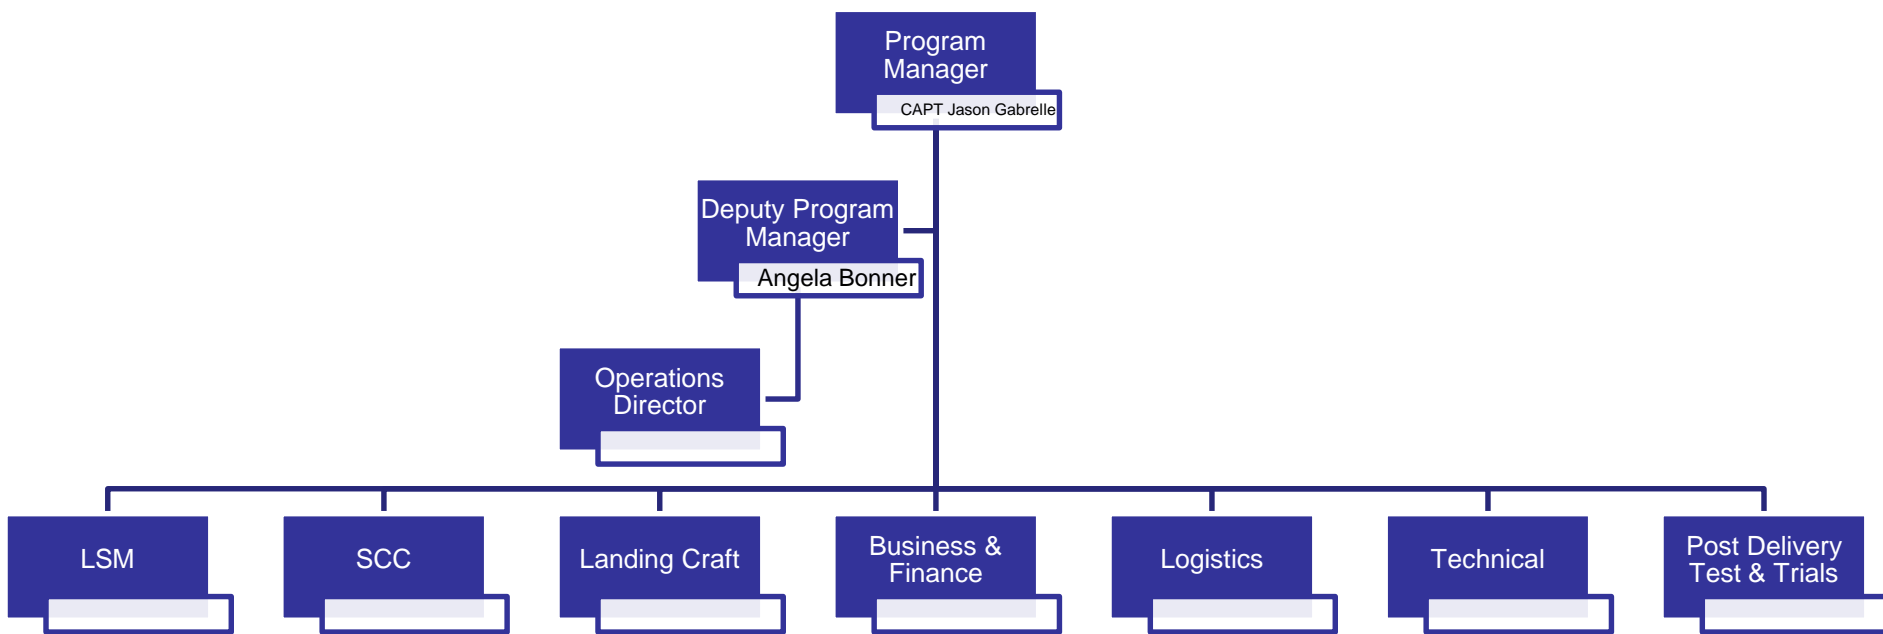 Program
Manager
CAPT Jason Gabrelle
Deputy Program
Manager
Angela Bonner
Operations
Director
LSM
SCC
Landing Craft
Business &
Finance
Logistics
Technical
Post Delivery
Test & Trials